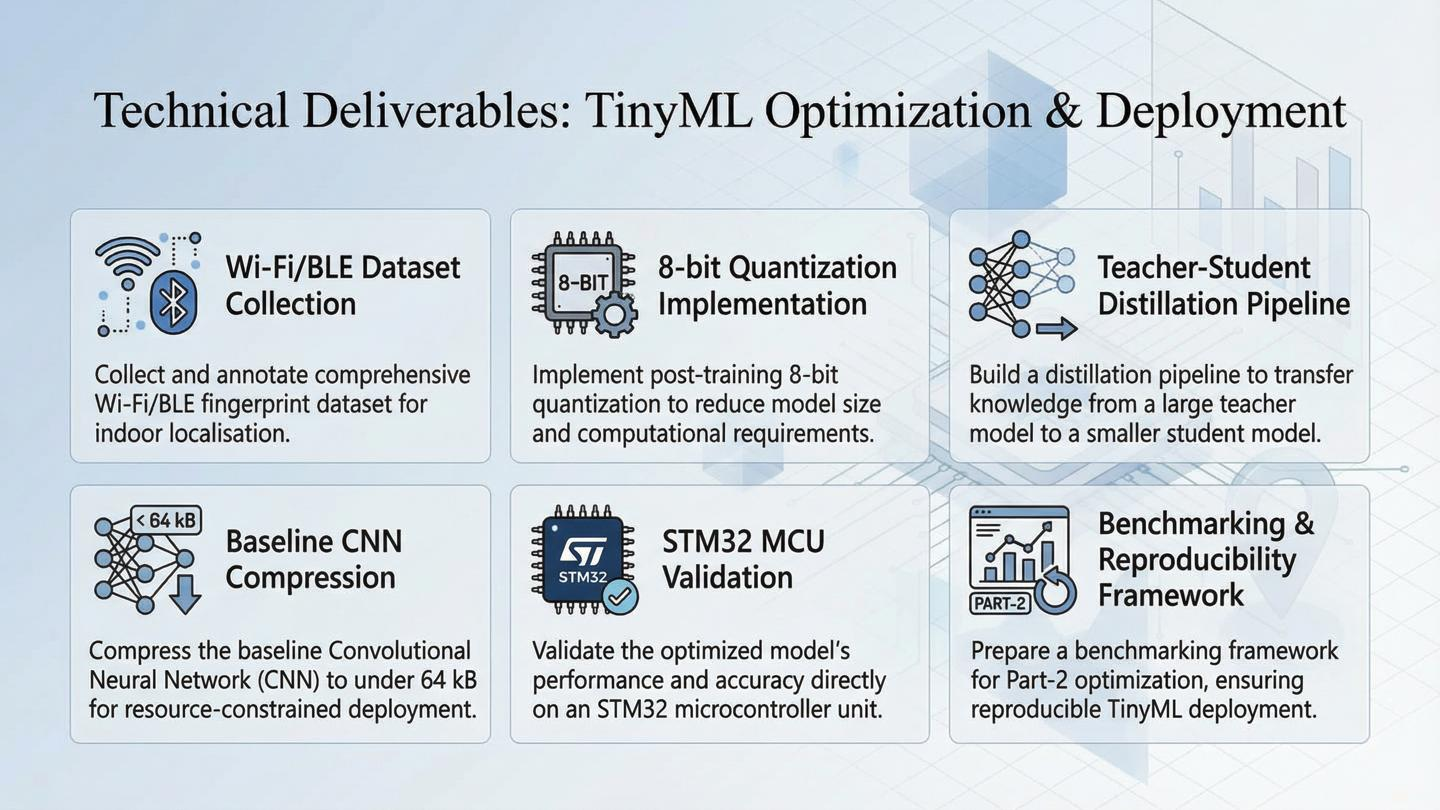 Technical Deliverables: TinyML Optimization & Deployment
Wi-Fi/BLE Dataset
Collection
Collect and annotate comprehensive
Wi-Fi/BLE fingerprint dataset for
indoor localisation.
8-BIT
8-bit Quantization
Implementation
Implement post-training 8-bit
quantization to reduce model size
and computational requirements.
Teacher-Student
Distillation Pipeline
Build a distillation pipeline to transfer
knowledge from a large teacher
model to a smaller student model.
< 64 kB
Baseline CNN
Compression
Compress the baseline Convolutional
Neural Network (CNN) to under 64 kB
for resource-constrained deployment.
ST
STM32
STM32 MCU
Validation
Validate the optimized model's
performance and accuracy directly
on an STM32 microcontroller unit.
PART-2
Benchmarking &
Reproducibility
Framework
Prepare a benchmarking framework
for Part-2 optimization, ensuring
reproducible TinyML deployment.